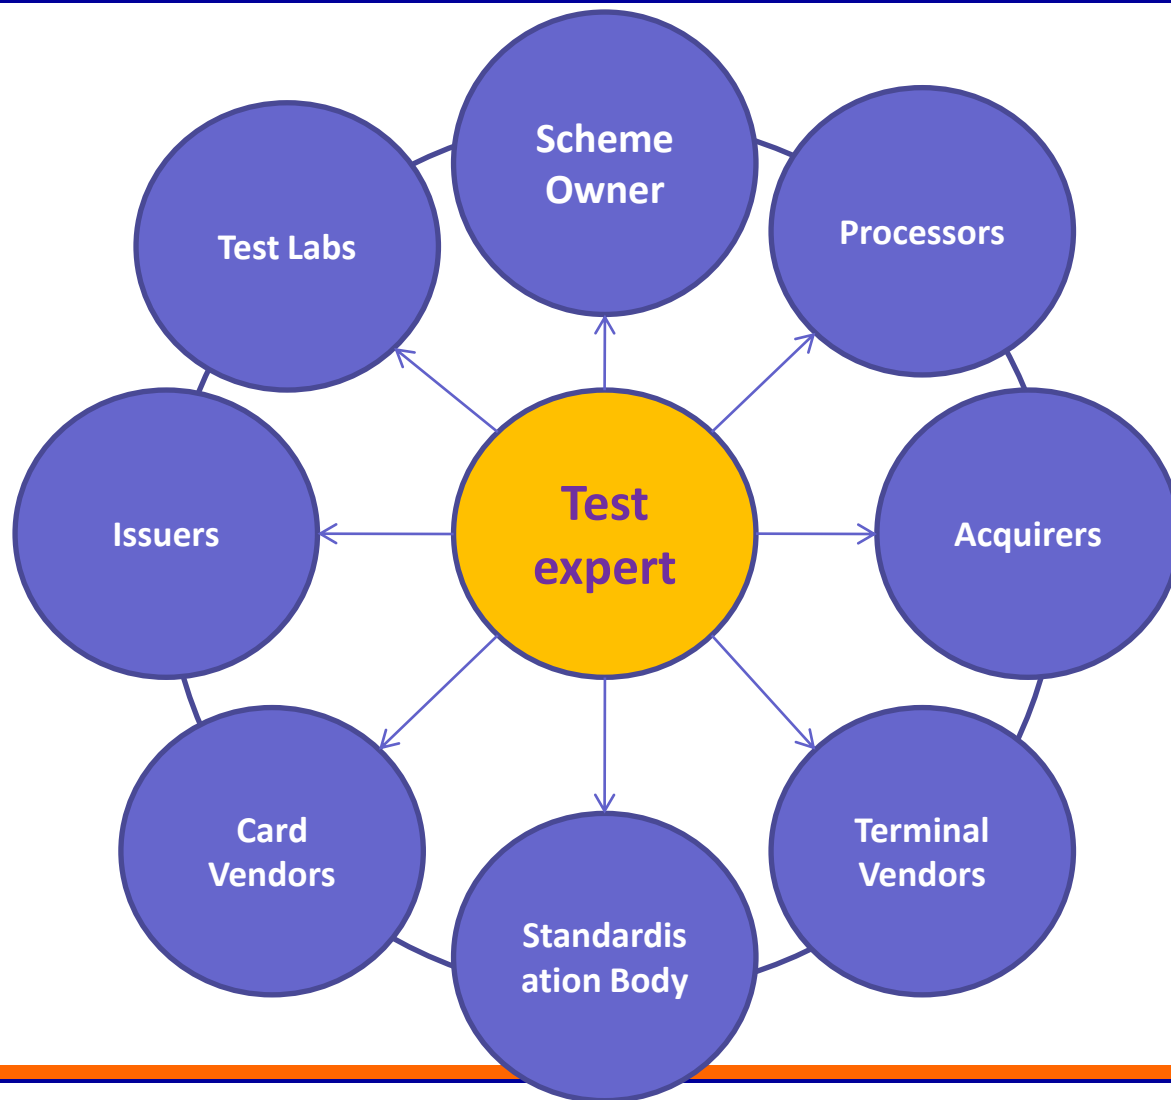 Scheme
Owner
Processors
Test Labs
Test
expert
Issuers
Acquirers
Card
Vendors
Terminal
Vendors
Standardis
ation Body